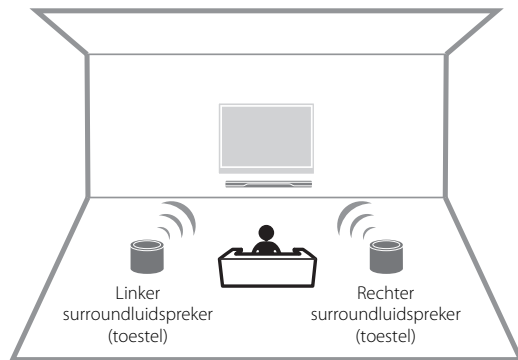 Linker
surroundluidspreker
(toestel)
Rechter
surroundluidspreker
(toestel)